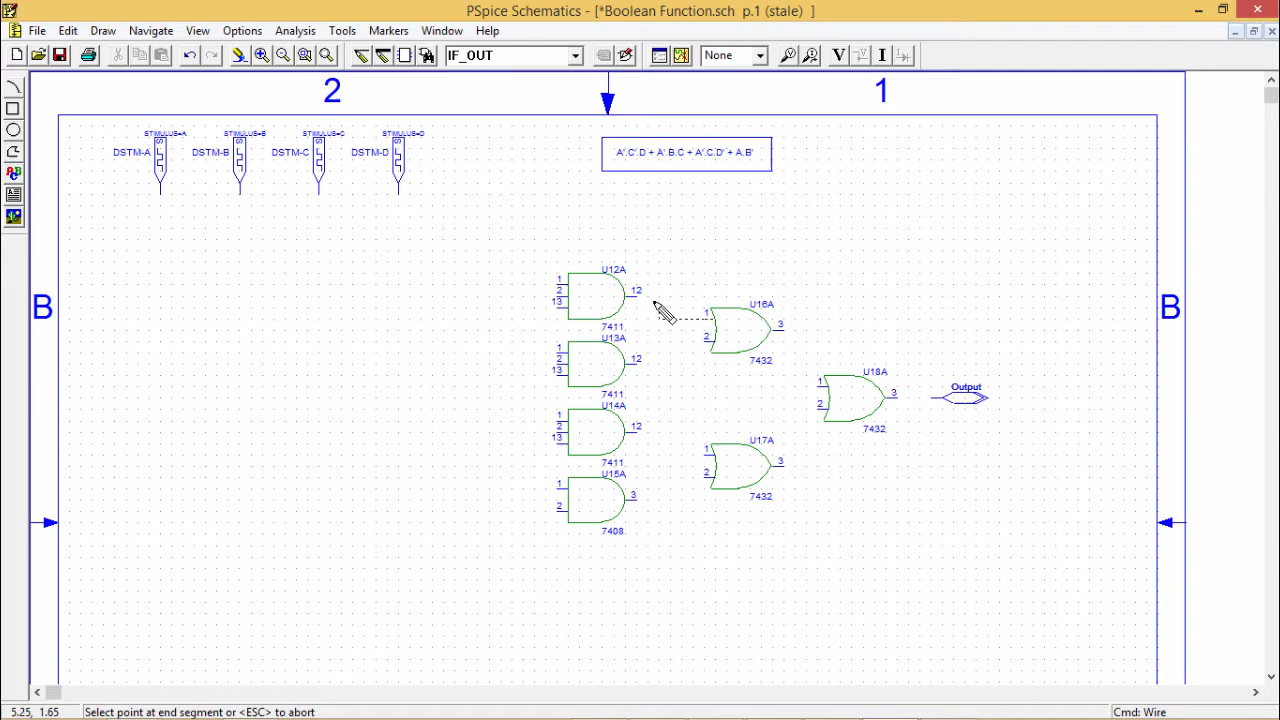 PSpice Schematics - [*Boolean Function.sch p.1 (stale) ]
File Edit Draw Navigate View Options Analysis Tools Markers Window Help
IF_OUT
None
V
I
ABC
2
1
STIMULUS=A STIMULUS=B STIMULUS=C STIMULUS=D
DSTM-A S DSTM-B S DSTM-C S DSTM-D S
A'.C'.D + A'.B.C + A'.C.D' + A.B'
B
B
U12A
1
2
13
12
7411
U13A
1
2
13
12
7411
U14A
1
2
13
12
7411
U15A
1
2
3
7408
U16A
1
2
3
7432
U17A
1
2
3
7432
U18A
1
2
3
7432
Output
5.25, 1.65 Select point at end segment or <ESC> to abort Cmd: Wire